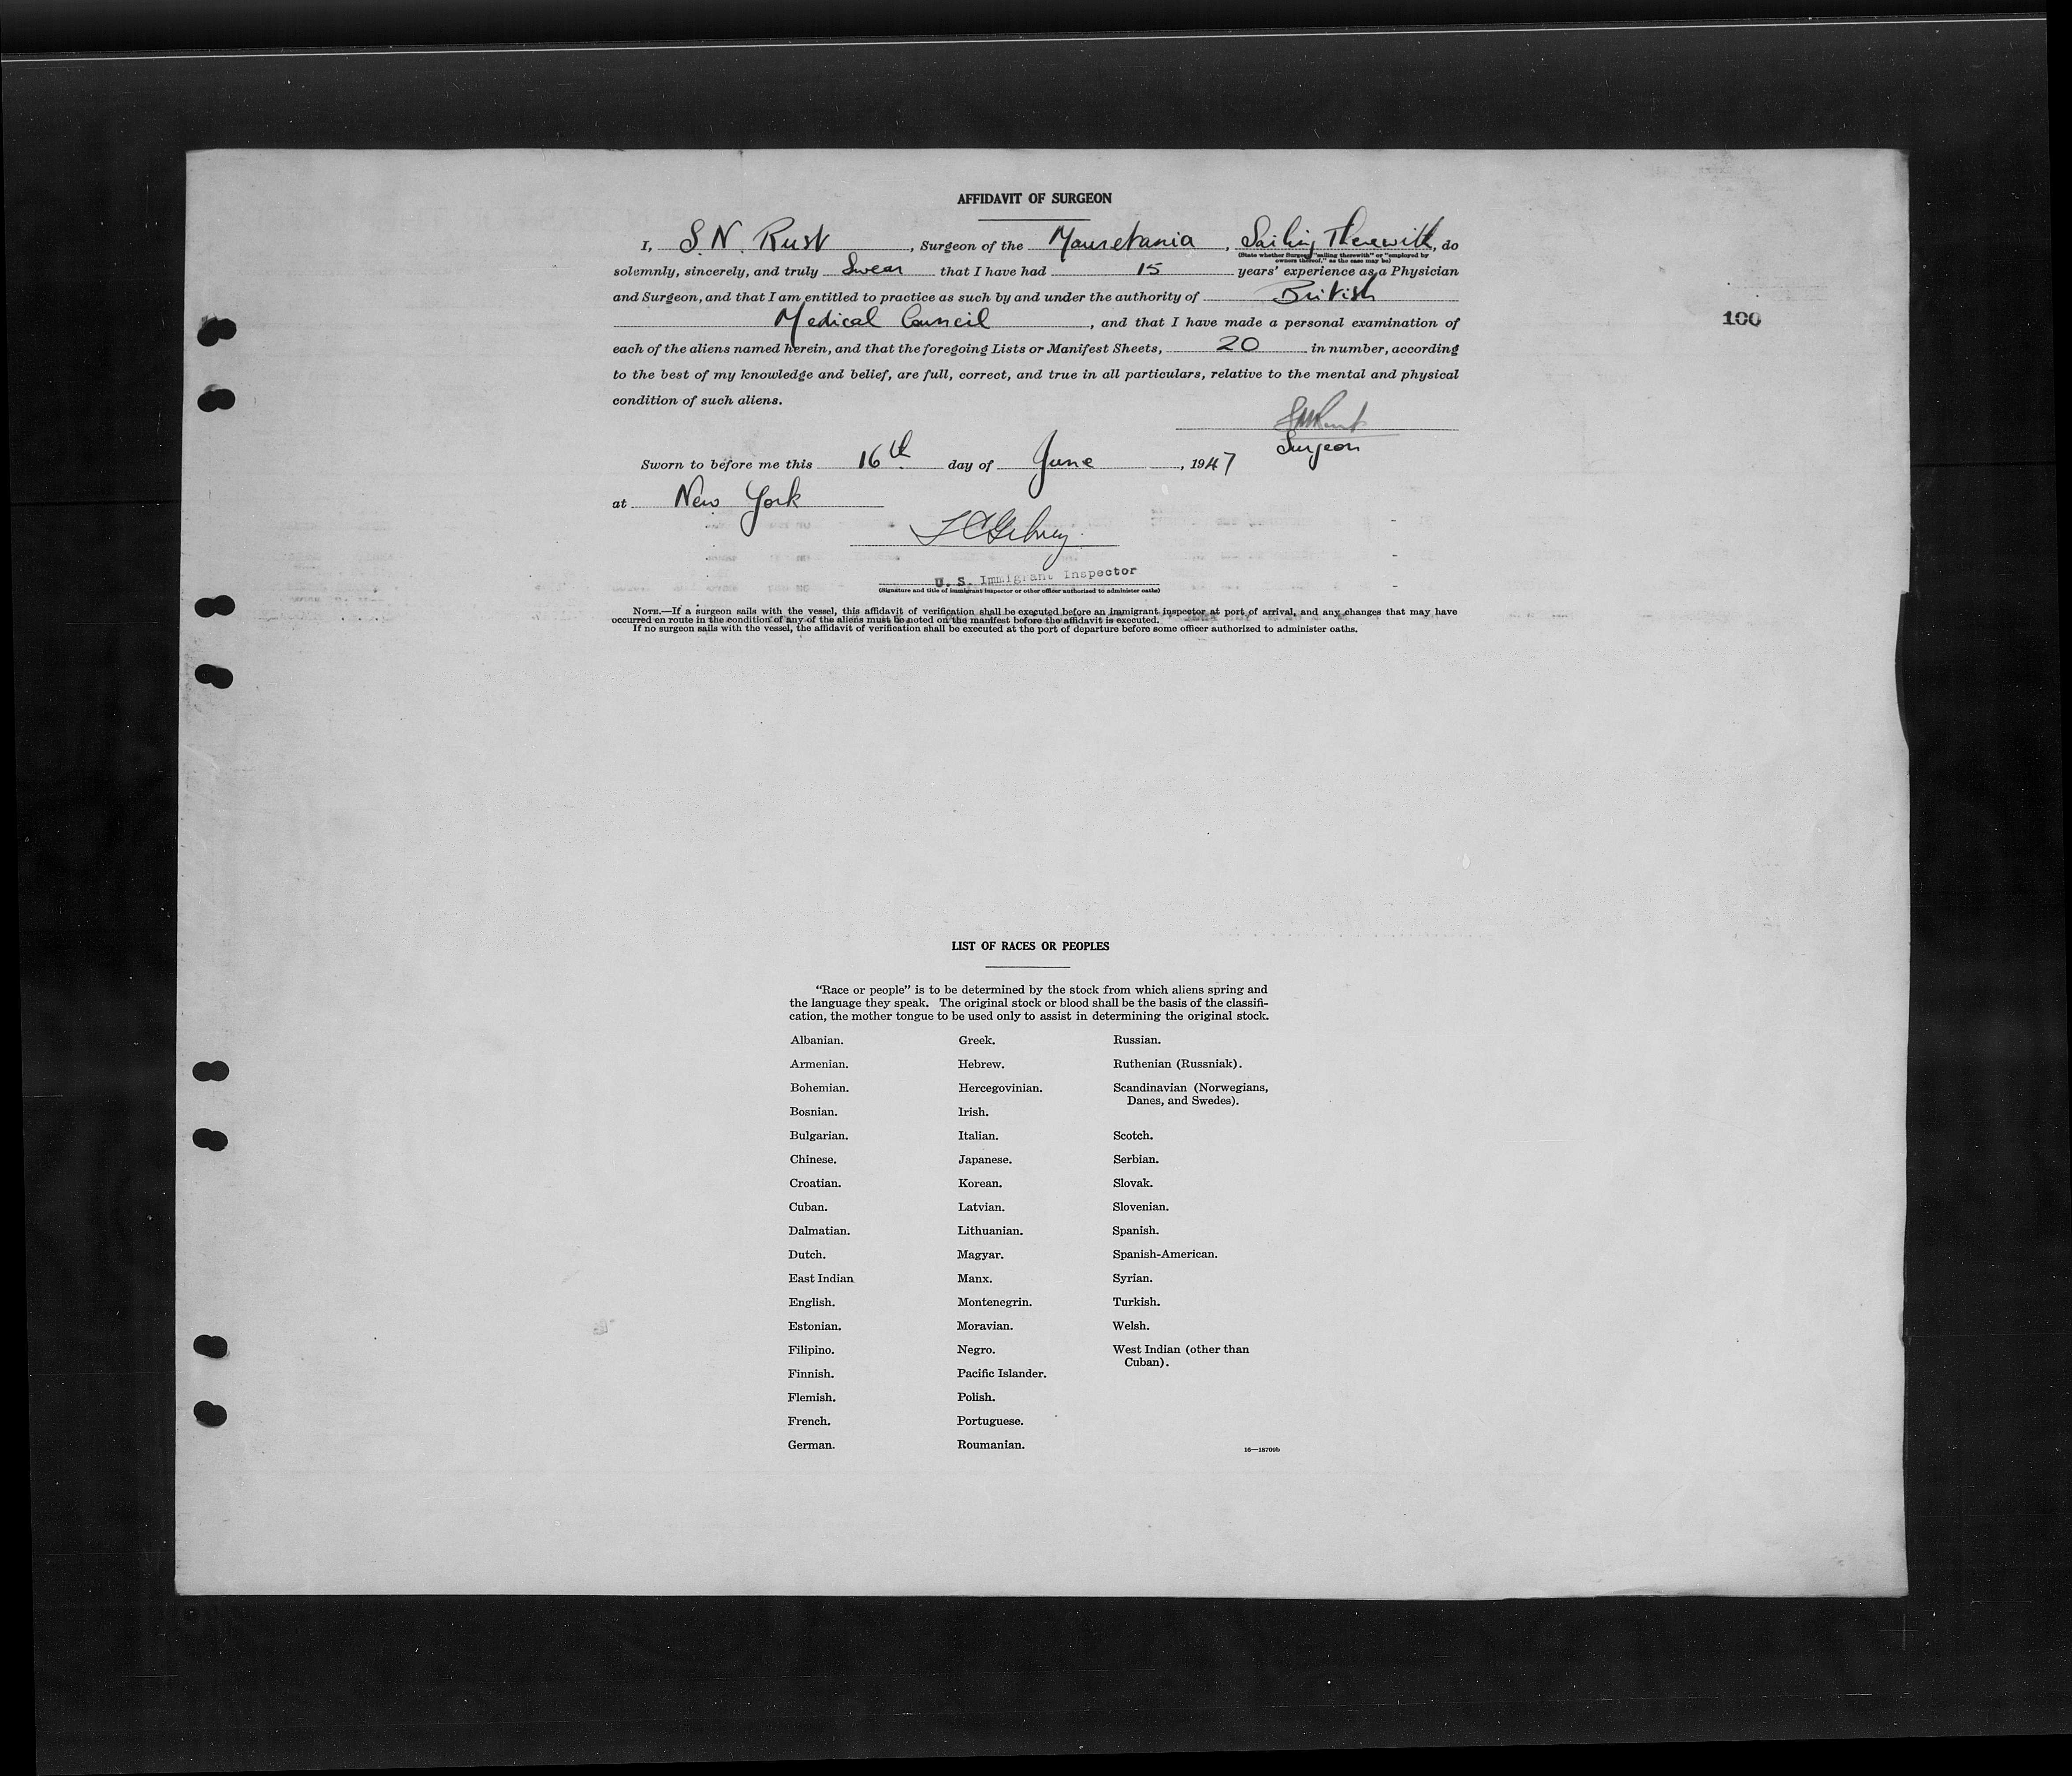 AFFIDAVIT OF SURGEON
I, S. N. Rust, Surgeon of the Mauretania, Sailing Therewith, do
(State whether Surgeon "sailing therewith" or "employed by
owners thereof," as the case may be)
solemnly, sincerely, and truly Swear that I have had 15 years' experience as a Physician
and Surgeon, and that I am entitled to practice as such by and under the authority of British
Medical Council, and that I have made a personal examination of
100
each of the aliens named herein, and that the foregoing Lists or Manifest Sheets, 20 in number, according
to the best of my knowledge and belief, are full, correct, and true in all particulars, relative to the mental and physical
condition of such aliens.
S N Rust
Surgeon
Sworn to before me this 16th day of June, 1947
at New York
U. S. Immigrant Inspector
(Signature and title of immigrant inspector or other officer authorized to administer oaths)
NOTE.—If a surgeon sails with the vessel, this affidavit of verification shall be executed before an immigrant inspector at port of arrival, and any changes that may have
occurred en route in the condition of any of the aliens must be noted on the manifest before the affidavit is executed.
If no surgeon sails with the vessel, the affidavit of verification shall be executed at the port of departure before some officer authorized to administer oaths.
LIST OF RACES OR PEOPLES
"Race or people" is to be determined by the stock from which aliens spring and
the language they speak. The original stock or blood shall be the basis of the classifi-
cation, the mother tongue to be used only to assist in determining the original stock.
Albanian.
Armenian.
Bohemian.
Bosnian.
Bulgarian.
Chinese.
Croatian.
Cuban.
Dalmatian.
Dutch.
East Indian
English.
Estonian.
Filipino.
Finnish.
Flemish.
French.
German.
Greek.
Hebrew.
Hercegovinian.
Irish.
Italian.
Japanese.
Korean.
Latvian.
Lithuanian.
Magyar.
Manx.
Montenegrin.
Moravian.
Negro.
Pacific Islander.
Polish.
Portuguese.
Roumanian.
Russian.
Ruthenian (Russniak).
Scandinavian (Norwegians,
Danes, and Swedes).
Scotch.
Serbian.
Slovak.
Slovenian.
Spanish.
Spanish-American.
Syrian.
Turkish.
Welsh.
West Indian (other than
Cuban).
16—18709b